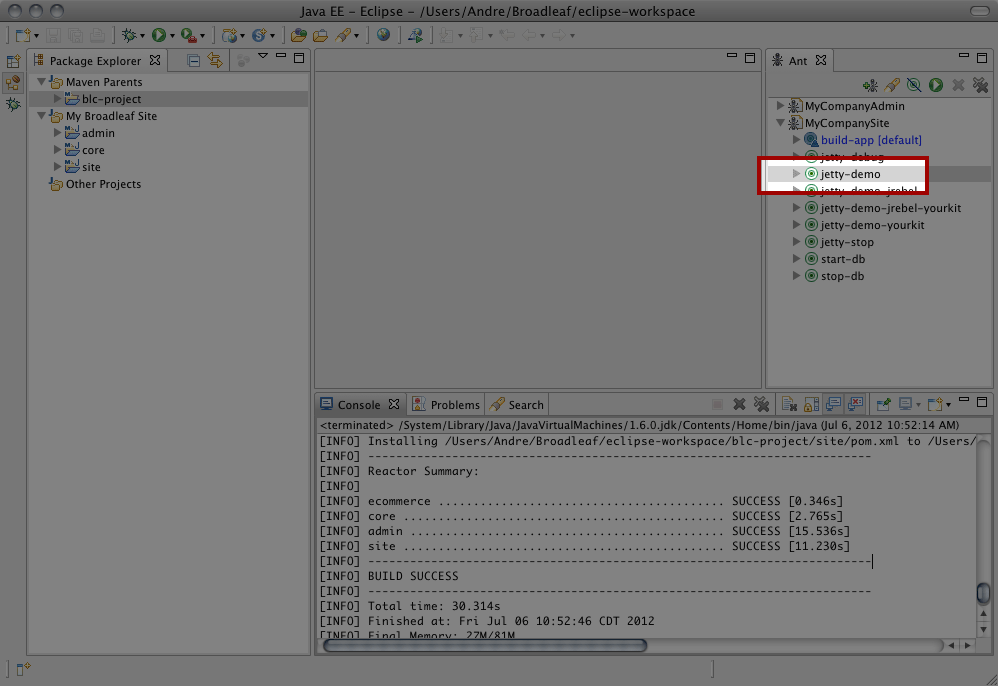 Java EE - Eclipse - /Users/Andre/Broadleaf/eclipse-workspace
Package Explorer
Maven Parents
blc-project
My Broadleaf Site
admin
core
site
Other Projects
Ant
MyCompanyAdmin
MyCompanySite
build-app [default]
jetty-debug
jetty-demo
jetty-demo-jrebel
jetty-demo-jrebel-yourkit
jetty-demo-yourkit
jetty-stop
start-db
stop-db
Console Problems Search
<terminated> /System/Library/Java/JavaVirtualMachines/1.6.0.jdk/Contents/Home/bin/java (Jul 6, 2012 10:52:14 AM)
[INFO] Installing /Users/Andre/Broadleaf/eclipse-workspace/blc-project/site/pom.xml to /Users/
[INFO] ------------------------------------------------------------------------
[INFO] Reactor Summary:
[INFO]
[INFO] ecommerce ......................................... SUCCESS [0.346s]
[INFO] core .............................................. SUCCESS [2.765s]
[INFO] admin ............................................. SUCCESS [15.536s]
[INFO] site .............................................. SUCCESS [11.230s]
[INFO] ------------------------------------------------------------------------
[INFO] BUILD SUCCESS
[INFO] ------------------------------------------------------------------------
[INFO] Total time: 30.314s
[INFO] Finished at: Fri Jul 06 10:52:46 CDT 2012
[INFO] Final Memory: 27M/81M